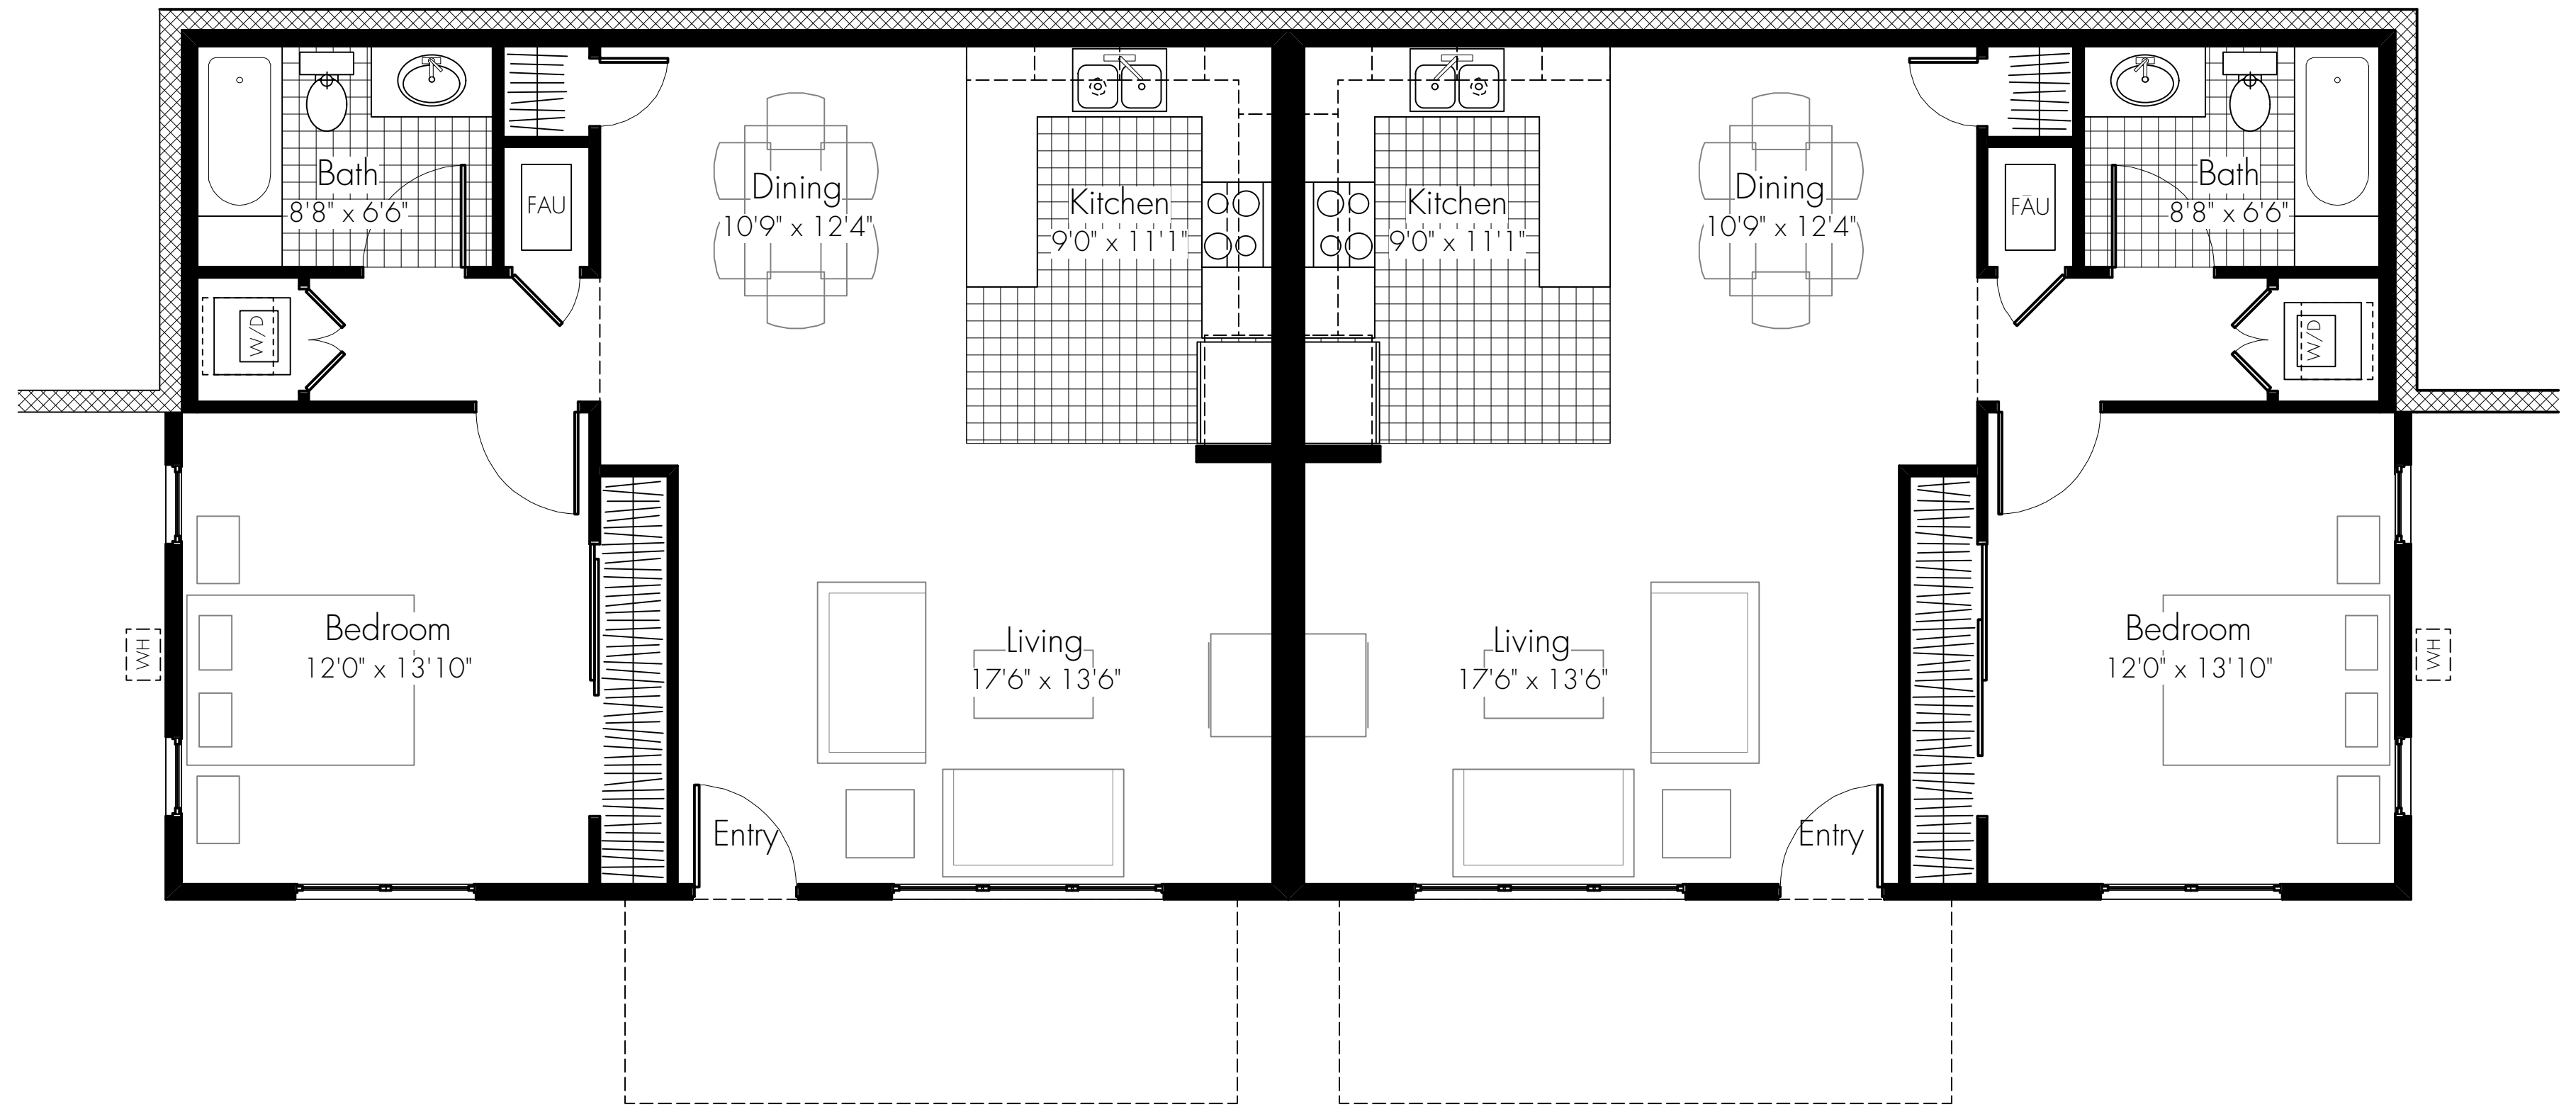 Bath
8'8" x 6'6"
FAU
Dining
10'9" x 12'4"
Kitchen
9'0" x 11'1"
Kitchen
9'0" x 11'1"
Dining
10'9" x 12'4"
FAU
Bath
8'8" x 6'6"
W/D
W/D
Bedroom
12'0" x 13'10"
WH
Living
17'6" x 13'6"
Living
17'6" x 13'6"
Bedroom
12'0" x 13'10"
WH
Entry
Entry